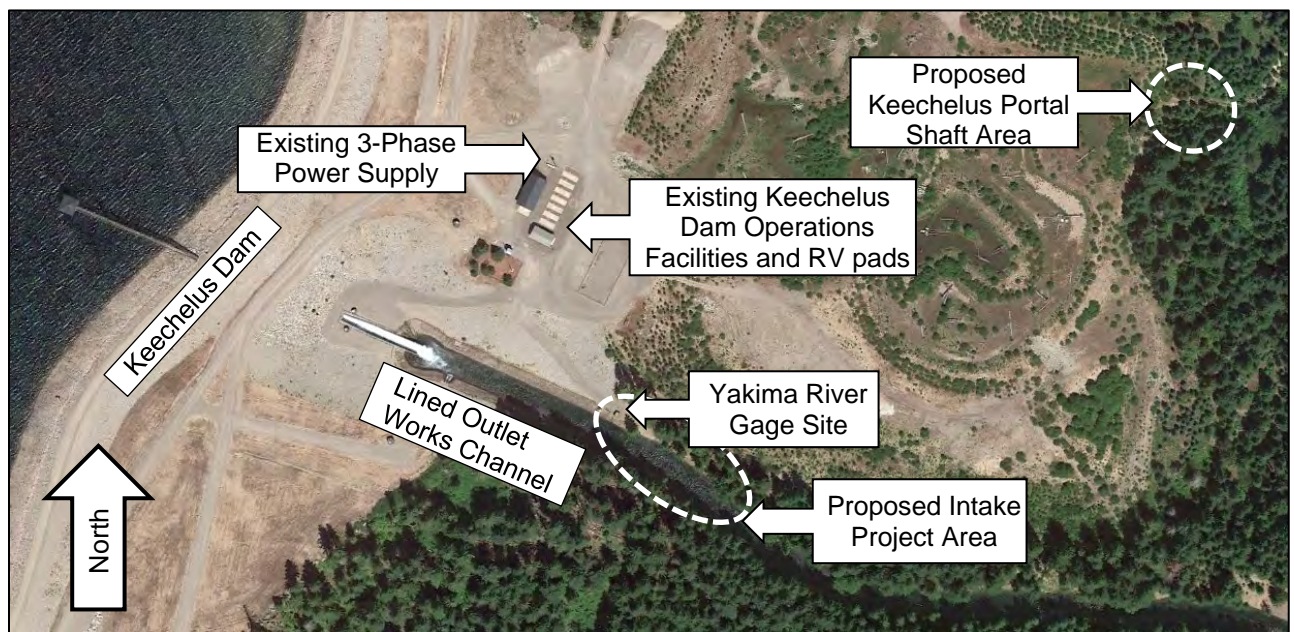 Proposed
Keechelus Portal
Shaft Area
Existing 3-Phase
Power Supply
Existing Keechelus
Dam Operations
Facilities and RV pads
Keechelus Dam
Lined Outlet
Works Channel
Yakima River
Gage Site
Proposed Intake
Project Area
North